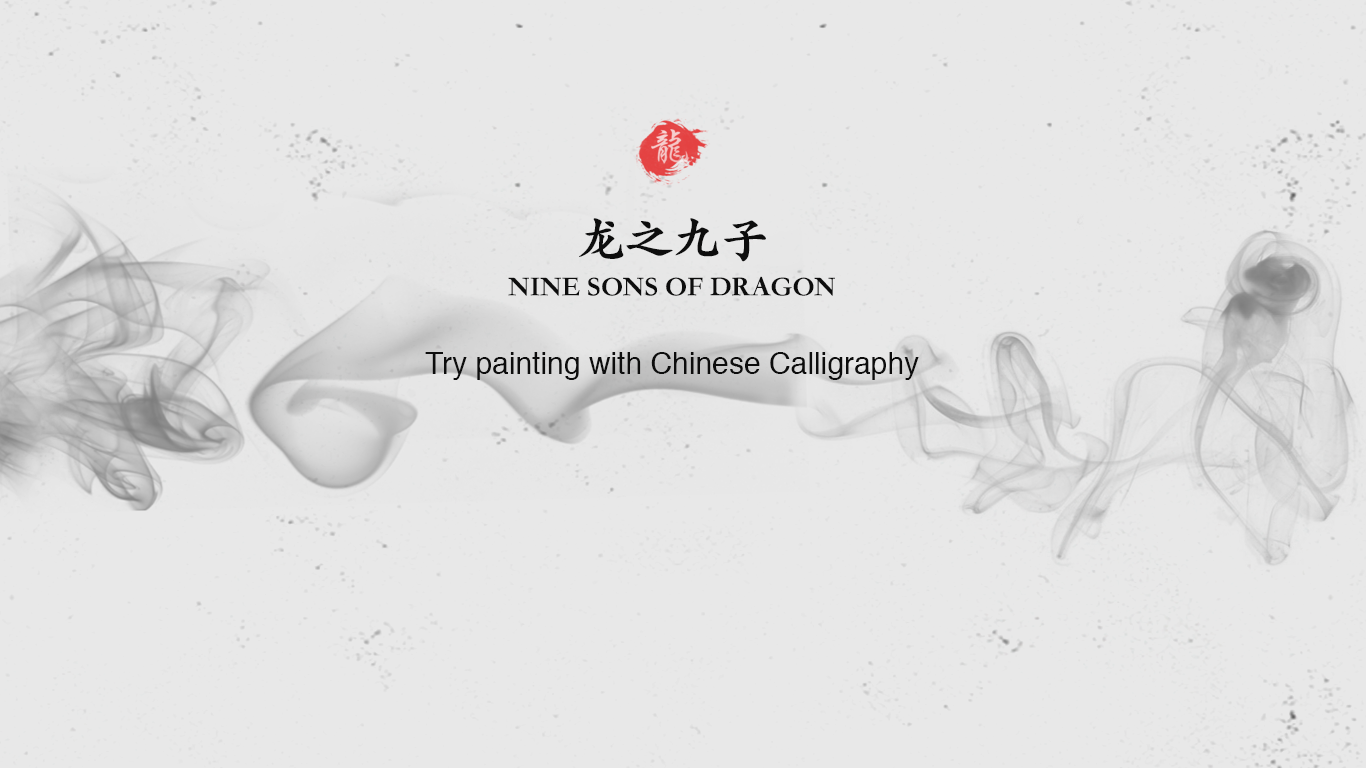 龍
龙之九子
NINE SONS OF DRAGON
Try painting with Chinese Calligraphy